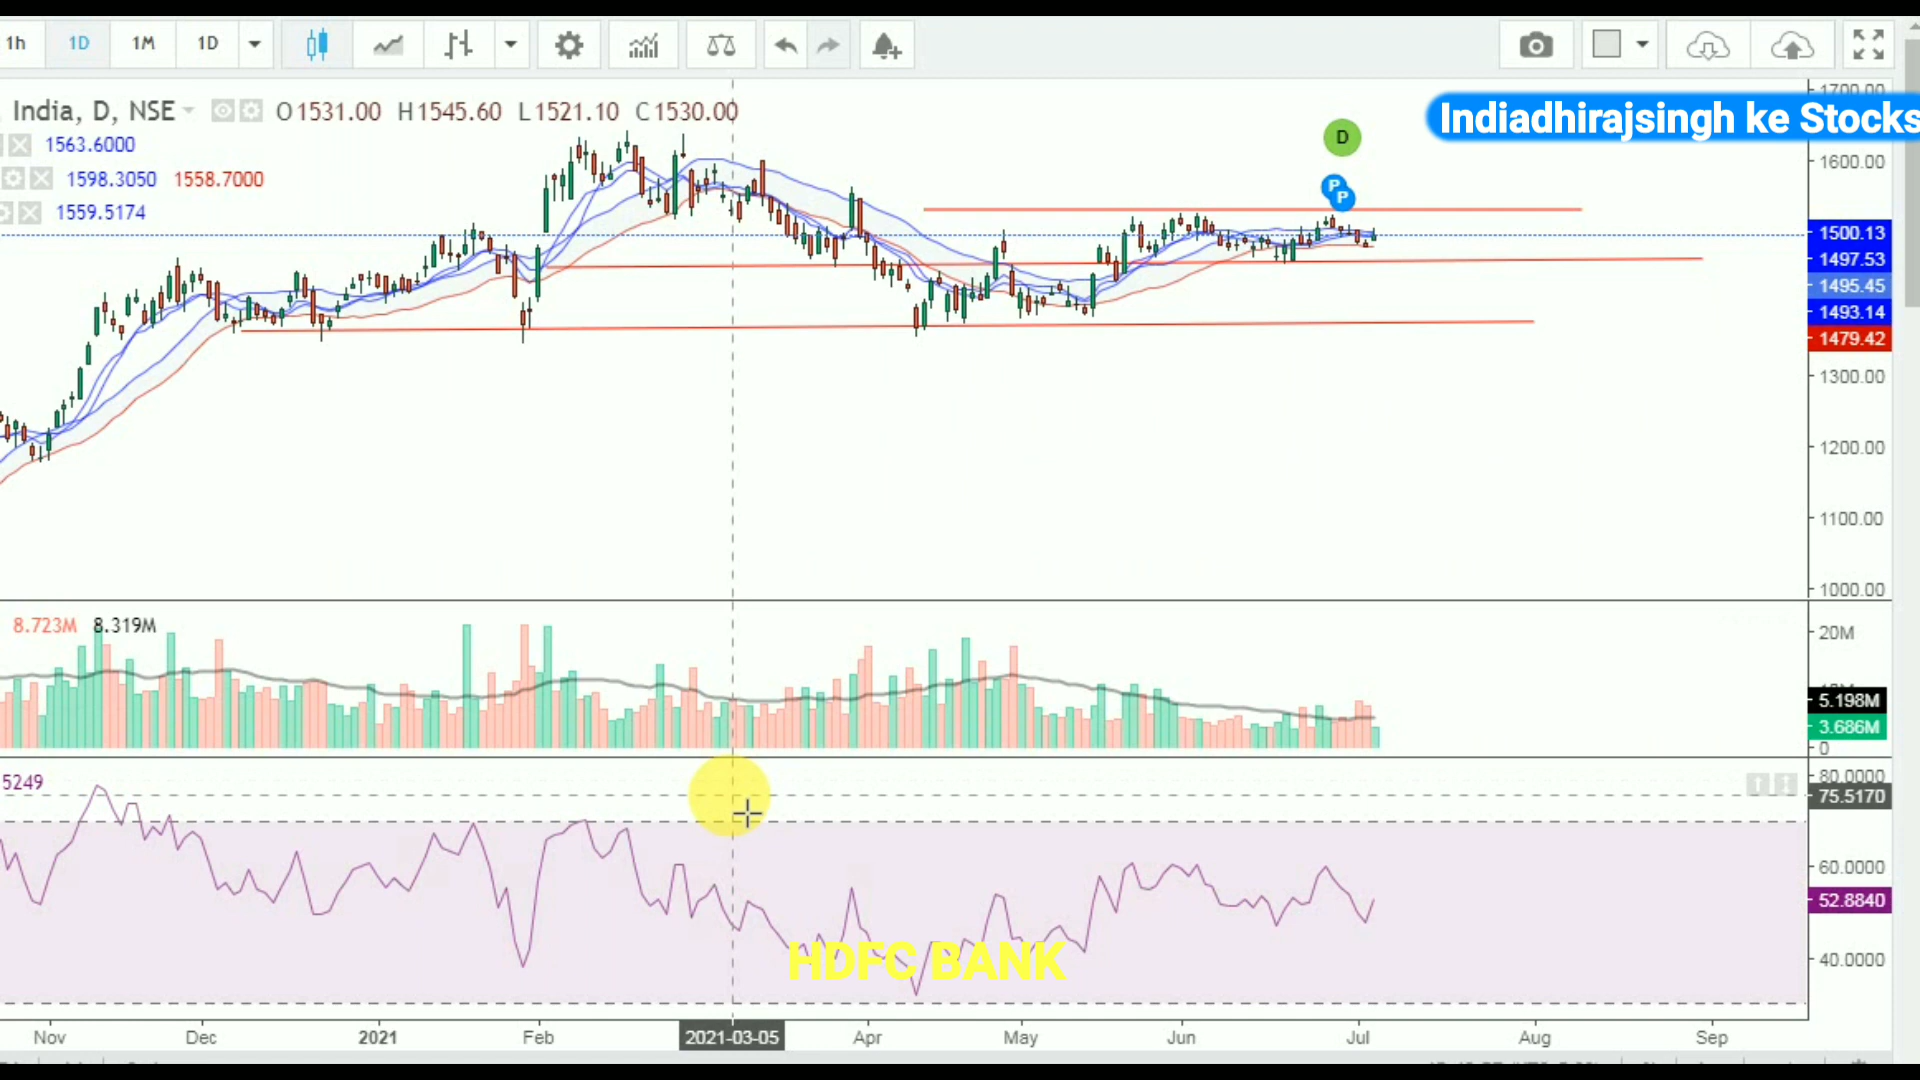 1h 1D 1M 1D
India, D, NSE O1531.00 H1545.60 L1521.10 C1530.00
1563.6000
1598.3050 1558.7000
1559.5174
Indiadhirajsingh ke Stocks
D
P
P
1700.00
1600.00
1500.13
1497.53
1495.45
1493.14
1479.42
1300.00
1200.00
1100.00
1000.00
8.723M 8.319M
20M
5.198M
3.686M
0
5249
80.0000
75.5170
60.0000
52.8840
40.0000
HDFC BANK
Nov Dec 2021 Feb 2021-03-05 Apr May Jun Jul Aug Sep